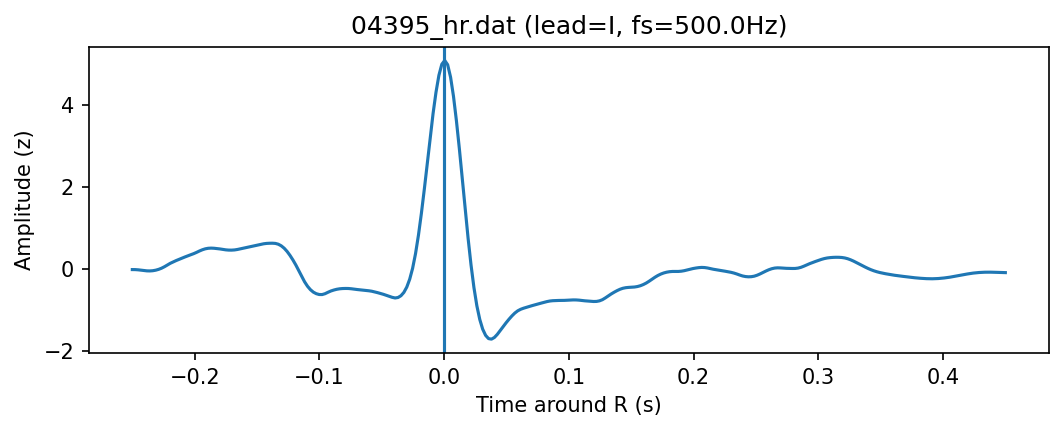 04395_hr.dat (lead=I, fs=500.0Hz)
Amplitude (z)
4
2
0
−2
−0.2 −0.1 0.0 0.1 0.2 0.3 0.4
Time around R (s)